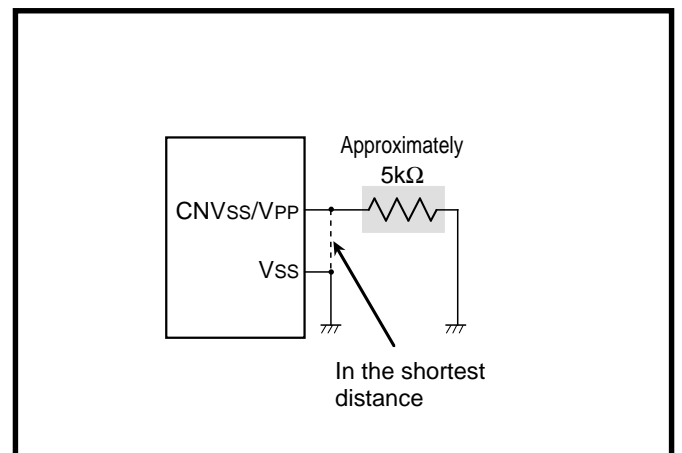 Approximately
5kΩ
CNVSS/VPP
VSS
In the shortest
distance